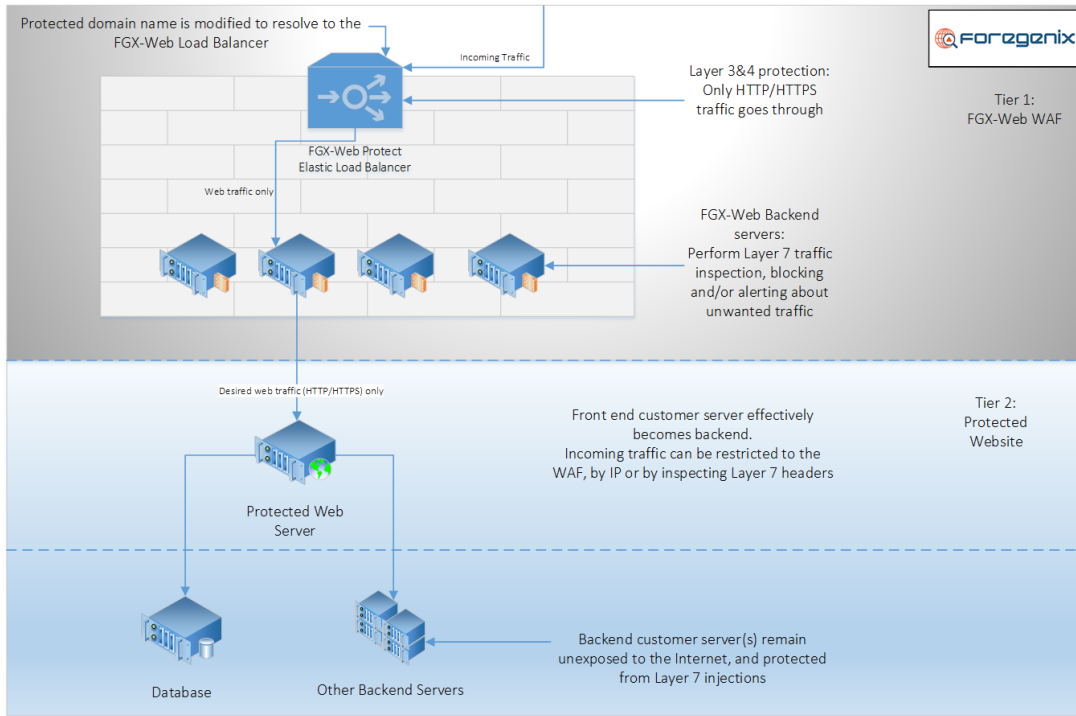 Protected domain name is modified to resolve to the
FGX-Web Load Balancer
Incoming Traffic
Foregenix
Layer 3&4 protection:
Only HTTP/HTTPS
traffic goes through
Tier 1:
FGX-Web WAF
FGX-Web Protect
Elastic Load Balancer
Web traffic only
FGX-Web Backend
servers:
Perform Layer 7 traffic
inspection, blocking
and/or alerting about
unwanted traffic
Desired web traffic (HTTP/HTTPS) only
Front end customer server effectively
becomes backend.
Incoming traffic can be restricted to the
WAF, by IP or by inspecting Layer 7 headers
Tier 2:
Protected
Website
Protected Web
Server
Backend customer server(s) remain
unexposed to the Internet, and protected
from Layer 7 injections
Database
Other Backend Servers